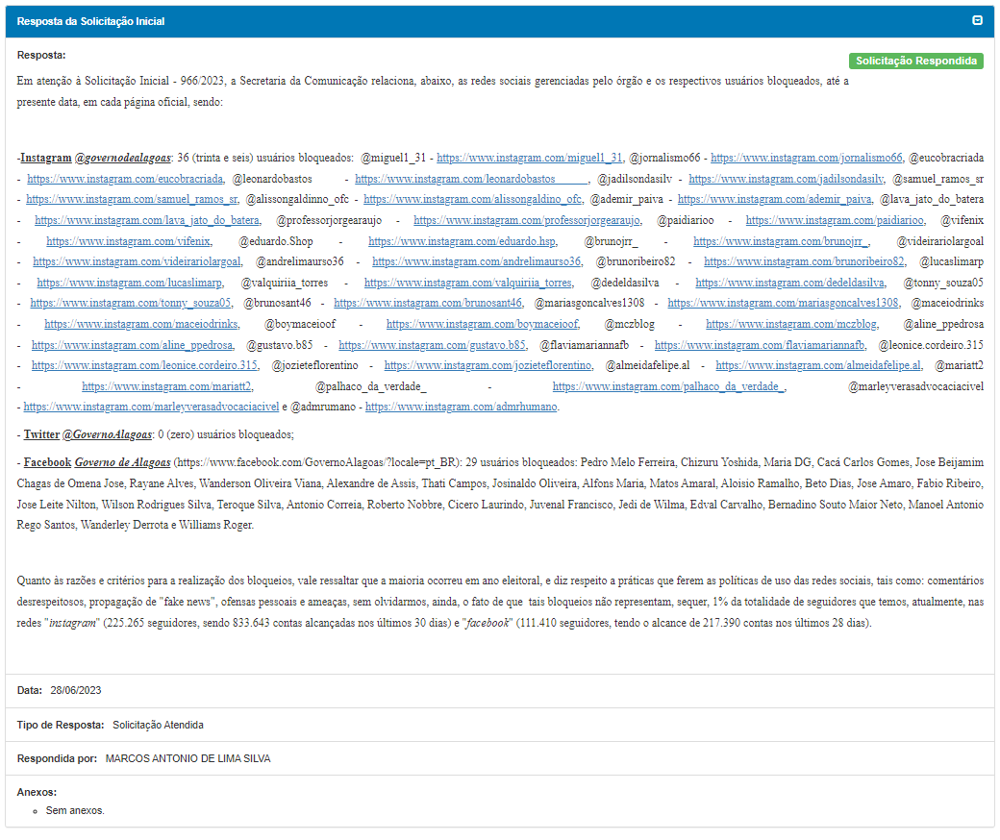 Resposta da Solicitação Inicial
Resposta:
Solicitação Respondida
Em atenção à Solicitação Inicial - 966/2023, a Secretaria da Comunicação relaciona, abaixo, as redes sociais gerenciadas pelo órgão e os respectivos usuários bloqueados, até a
presente data, em cada página oficial, sendo:
-Instagram @governodealagoas: 36 (trinta e seis) usuários bloqueados: @miguel1_31 - https://www.instagram.com/miguel1_31, @jornalismo66 - https://www.instagram.com/jornalismo66, @eucobracriada
- https://www.instagram.com/eucobracriada, @leonardobastos - https://www.instagram.com/leonardobastos______, @jadilsondasilv - https://www.instagram.com/jadilsondasilv, @samuel_ramos_sr
- https://www.instagram.com/samuel_ramos_sr, @alissongaldinno_ofc - https://www.instagram.com/alissongaldino_ofc, @ademir_paiva - https://www.instagram.com/ademir_paiva, @lava_jato_do_batera
- https://www.instagram.com/lava_jato_do_batera, @professorjorgearaujo - https://www.instagram.com/professorjorgearaujo, @paidiarioo - https://www.instagram.com/paidiarioo, @vifenix
- https://www.instagram.com/vifenix, @eduardo.Shop - https://www.instagram.com/eduardo.hsp, @brunojrr_ - https://www.instagram.com/brunojrr_, @videirariolargoal
- https://www.instagram.com/videirariolargoal, @andrelimaurso36 - https://www.instagram.com/andrelimaurso36, @brunoribeiro82 - https://www.instagram.com/brunoribeiro82, @lucaslimarp
- https://www.instagram.com/lucaslimarp, @valquiriia_torres - https://www.instagram.com/valquiriia_torres, @dedeldasilva - https://www.instagram.com/dedeldasilva, @tonny_souza05
- https://www.instagram.com/tonny_souza05, @brunosant46 - https://www.instagram.com/brunosant46, @mariasgoncalves1308 - https://www.instagram.com/mariasgoncalves1308, @maceiodrinks
- https://www.instagram.com/maceiodrinks, @boymaceioof - https://www.instagram.com/boymaceioof, @mczblog - https://www.instagram.com/mczblog, @aline_ppedrosa
- https://www.instagram.com/aline_ppedrosa, @gustavo.b85 - https://www.instagram.com/gustavo.b85, @flaviamariannafb - https://www.instagram.com/flaviamariannafb, @leonice.cordeiro.315
- https://www.instagram.com/leonice.cordeiro.315, @jozieteflorentino - https://www.instagram.com/jozieteflorentino, @almeidafelipe.al - https://www.instagram.com/almeidafelipe.al, @mariatt2
- https://www.instagram.com/mariatt2, @palhaco_da_verdade_ - https://www.instagram.com/palhaco_da_verdade_, @marleyverasadvocaciacivel
- https://www.instagram.com/marleyverasadvocaciacivel e @admrumano - https://www.instagram.com/admrhumano.
- Twitter @GovernoAlagoas: 0 (zero) usuários bloqueados;
- Facebook Governo de Alagoas (https://www.facebook.com/GovernoAlagoas/?locale=pt_BR): 29 usuários bloqueados: Pedro Melo Ferreira, Chizuru Yoshida, Maria DG, Cacá Carlos Gomes, Jose Beijamim
Chagas de Omena Jose, Rayane Alves, Wanderson Oliveira Viana, Alexandre de Assis, Thati Campos, Josinaldo Oliveira, Alfons Maria, Matos Amaral, Aloisio Ramalho, Beto Dias, Jose Amaro, Fabio Ribeiro,
Jose Leite Nilton, Wilson Rodrigues Silva, Teroque Silva, Antonio Correia, Roberto Nobbre, Cicero Laurindo, Juvenal Francisco, Jedi de Wilma, Edval Carvalho, Bernadino Souto Maior Neto, Manoel Antonio
Rego Santos, Wanderley Derrota e Williams Roger.
Quanto às razões e critérios para a realização dos bloqueios, vale ressaltar que a maioria ocorreu em ano eleitoral, e diz respeito a práticas que ferem as políticas de uso das redes sociais, tais como: comentários
desrespeitosos, propagação de "fake news", ofensas pessoais e ameaças, sem olvidarmos, ainda, o fato de que tais bloqueios não representam, sequer, 1% da totalidade de seguidores que temos, atualmente, nas
redes "instagram" (225.265 seguidores, sendo 833.643 contas alcançadas nos últimos 30 dias) e "facebook" (111.410 seguidores, tendo o alcance de 217.390 contas nos últimos 28 dias).
Data: 28/06/2023
Tipo de Resposta: Solicitação Atendida
Respondida por: MARCOS ANTONIO DE LIMA SILVA
Anexos:
Sem anexos.